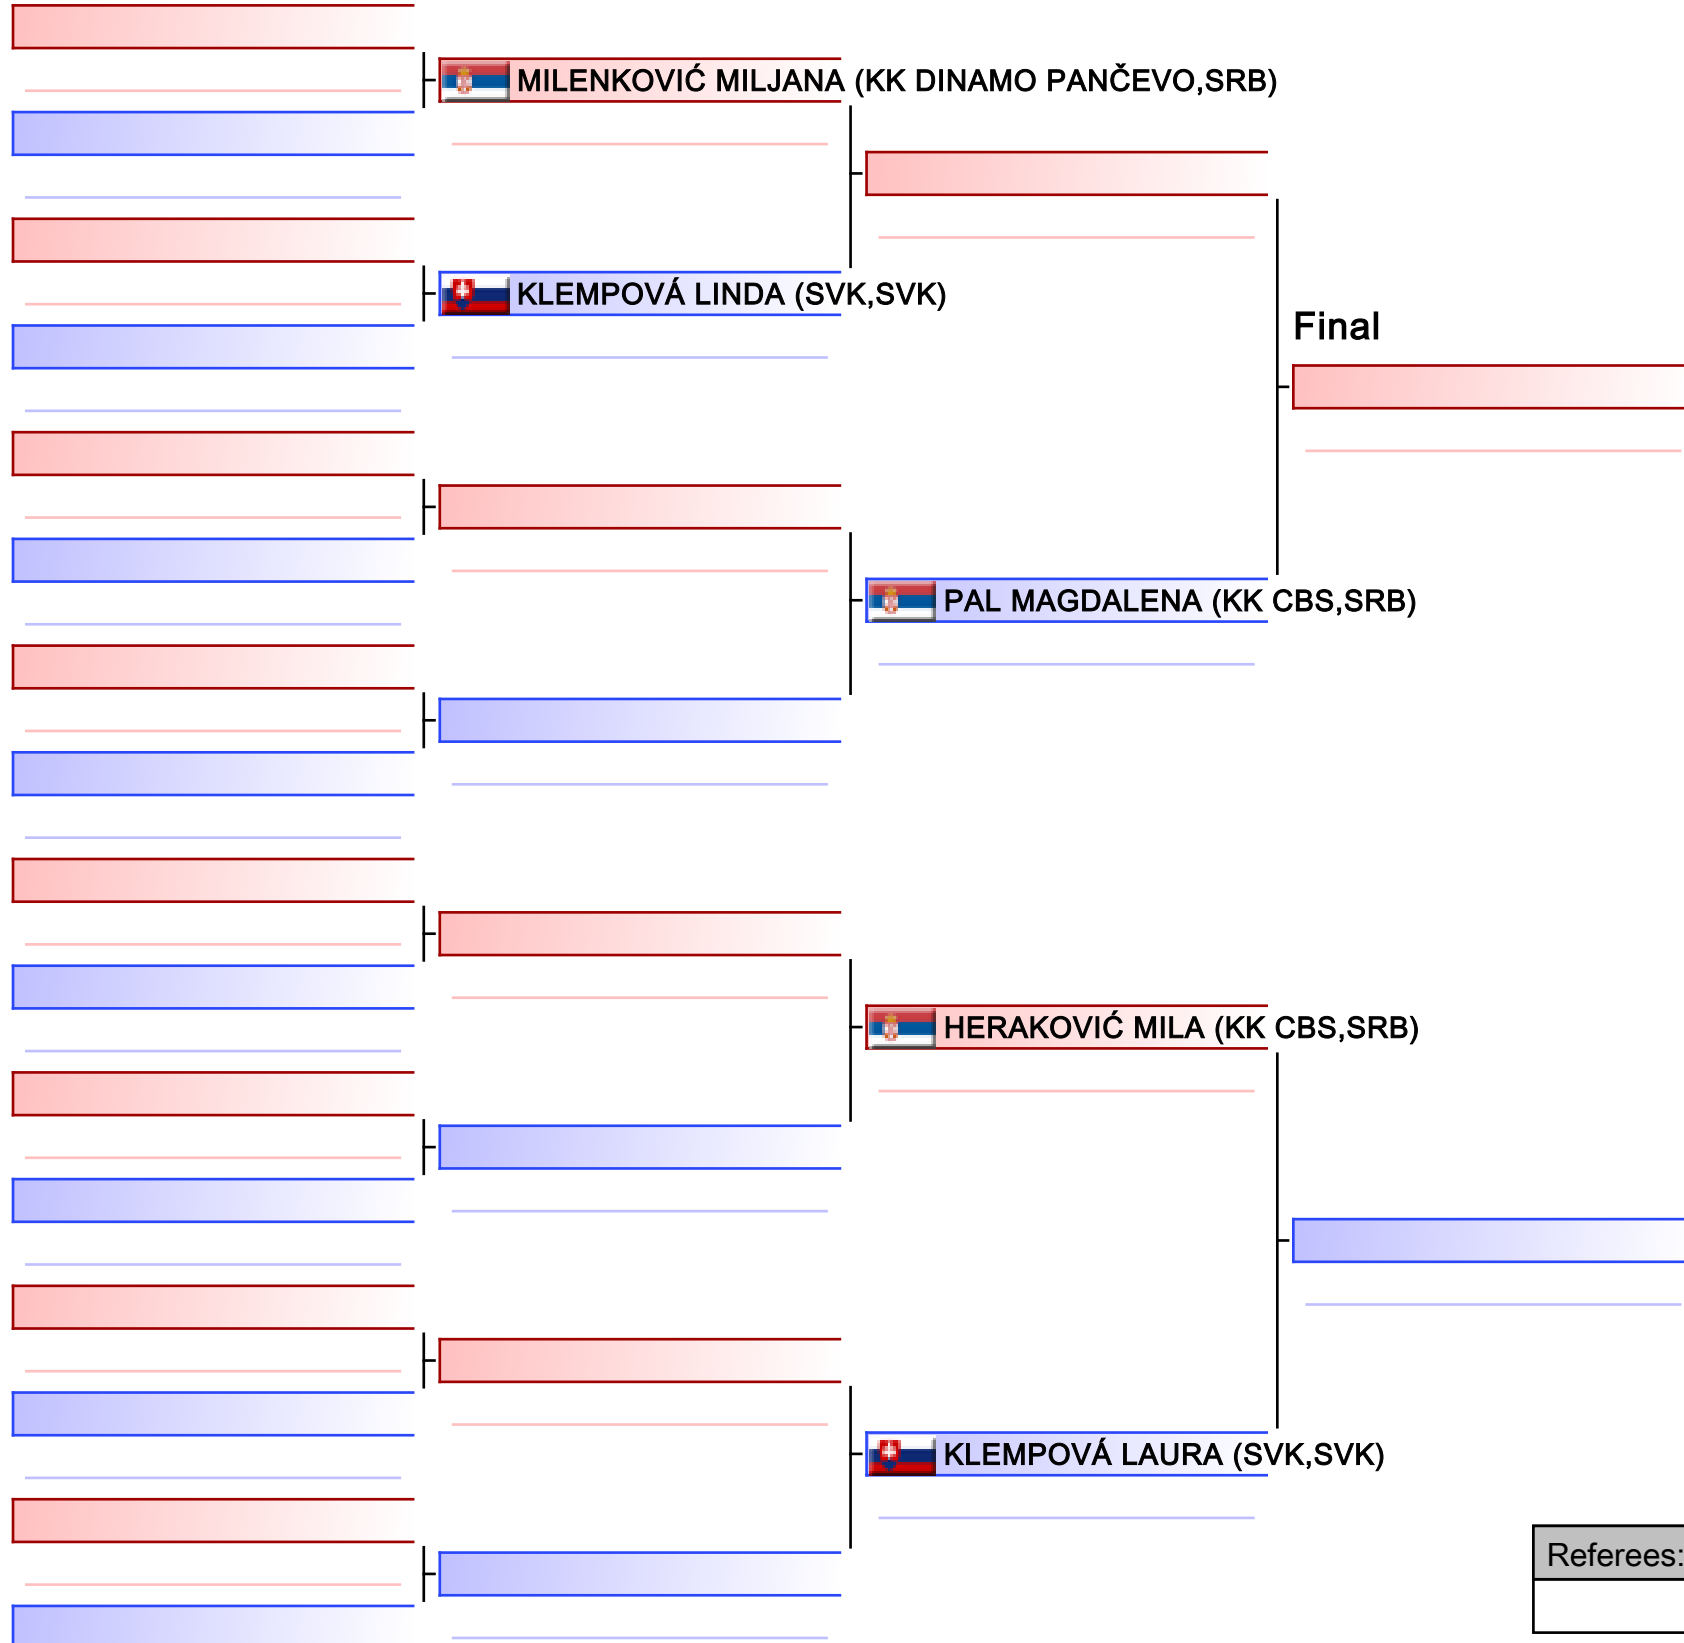 MILENKOVIĆ MILJANA (KK DINAMO PANČEVO,SRB)
KLEMPOVÁ LINDA (SVK,SVK)
Final
PAL MAGDALENA (KK CBS,SRB)
HERAKOVIĆ MILA (KK CBS,SRB)
KLEMPOVÁ LAURA (SVK,SVK)
Referees: